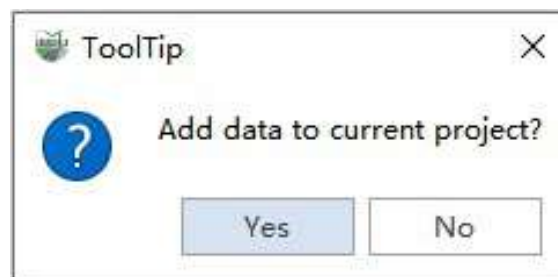 ToolTip
Add data to current project?
Yes
No